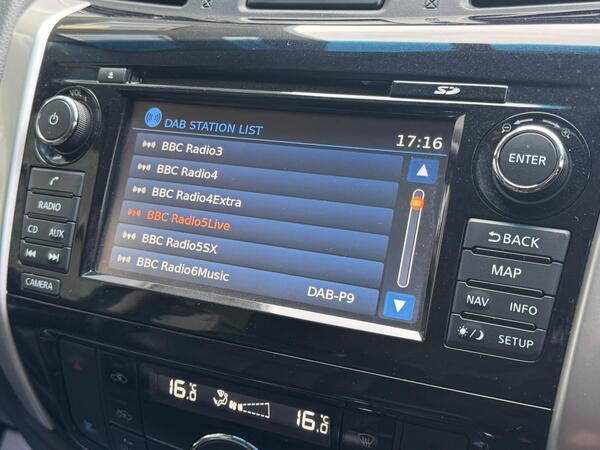 SD
VOL
DAB STATION LIST
17:16
BBC Radio3
BBC Radio4
BBC Radio4Extra
BBC Radio5Live
BBC Radio5SX
BBC Radio6Music DAB-P9
RADIO
CD AUX
CAMERA
ENTER
BACK
MAP
NAV INFO
SETUP
16.0°C
16.0°C